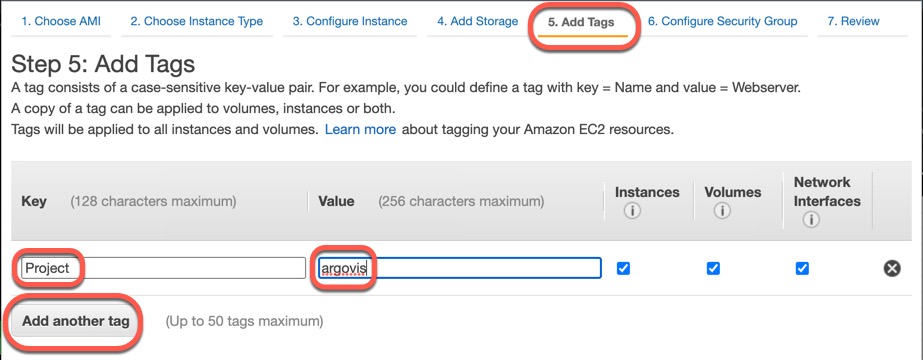 1. Choose AMI 2. Choose Instance Type 3. Configure Instance 4. Add Storage 5. Add Tags 6. Configure Security Group 7. Review
Step 5: Add Tags
A tag consists of a case-sensitive key-value pair. For example, you could define a tag with key = Name and value = Webserver.
A copy of a tag can be applied to volumes, instances or both.
Tags will be applied to all instances and volumes. Learn more about tagging your Amazon EC2 resources.
Key (128 characters maximum) Value (256 characters maximum) Instances Volumes Network
Interfaces
Project argovis
Add another tag (Up to 50 tags maximum)